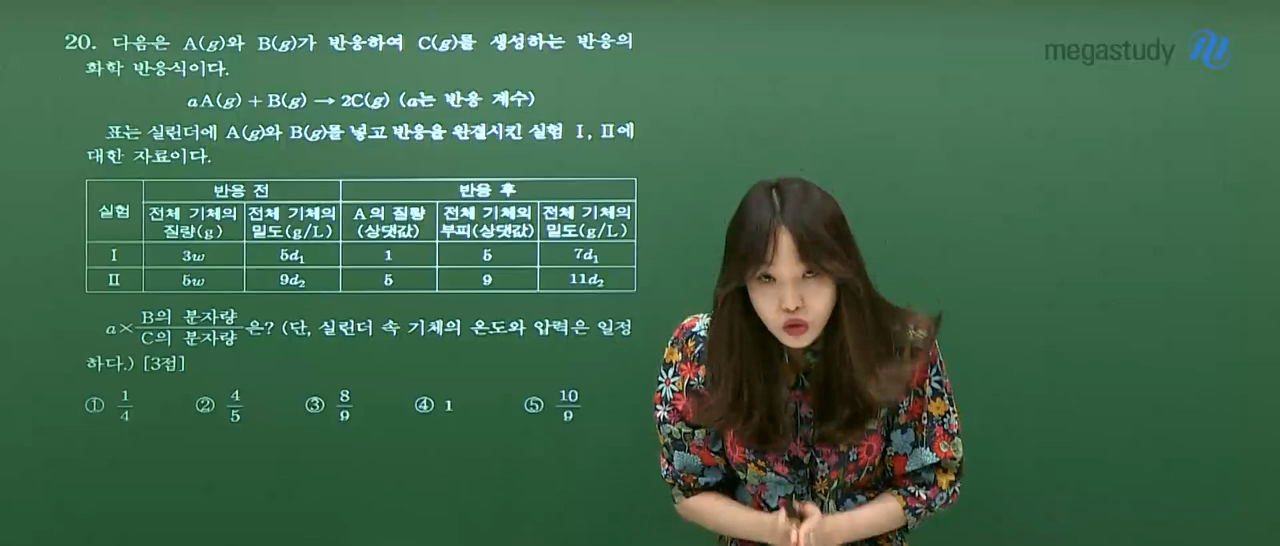 megastudy
20. 다음은 A(g)와 B(g)가 반응하여 C(g)를 생성하는 반응의
화학 반응식이다.
aA(g) + B(g) → 2C(g) (a는 반응 계수)
표는 실린더에 A(g)와 B(g)를 넣고 반응을 완결시킨 실험 Ⅰ, Ⅱ에
대한 자료이다.
실험 반응 전 반응 후
전체 기체의 질량(g) 전체 기체의 밀도(g/L) A의 질량(상댓값) 전체 기체의 부피(상댓값) 전체 기체의 밀도(g/L)
Ⅰ 3w 5d₁ 1 5 7d₁
Ⅱ 5w 9d₂ 5 9 11d₂
a× B의 분자량/C의 분자량 은? (단, 실린더 속 기체의 온도와 압력은 일정
하다.) [3점]
① 1/4 ② 4/5 ③ 8/9 ④ 1 ⑤ 10/9